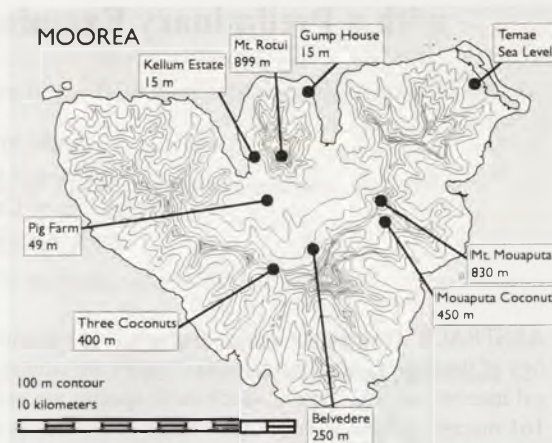 MOOREA
Kellum Estate
15 m
Mt. Rotui
899 m
Gump House
15 m
Temae
Sea Level
Pig Farm
49 m
Mt. Mouaputa
830 m
Mouaputa Coconut
450 m
Three Coconuts
400 m
Belvedere
250 m
100 m contour
10 kilometers